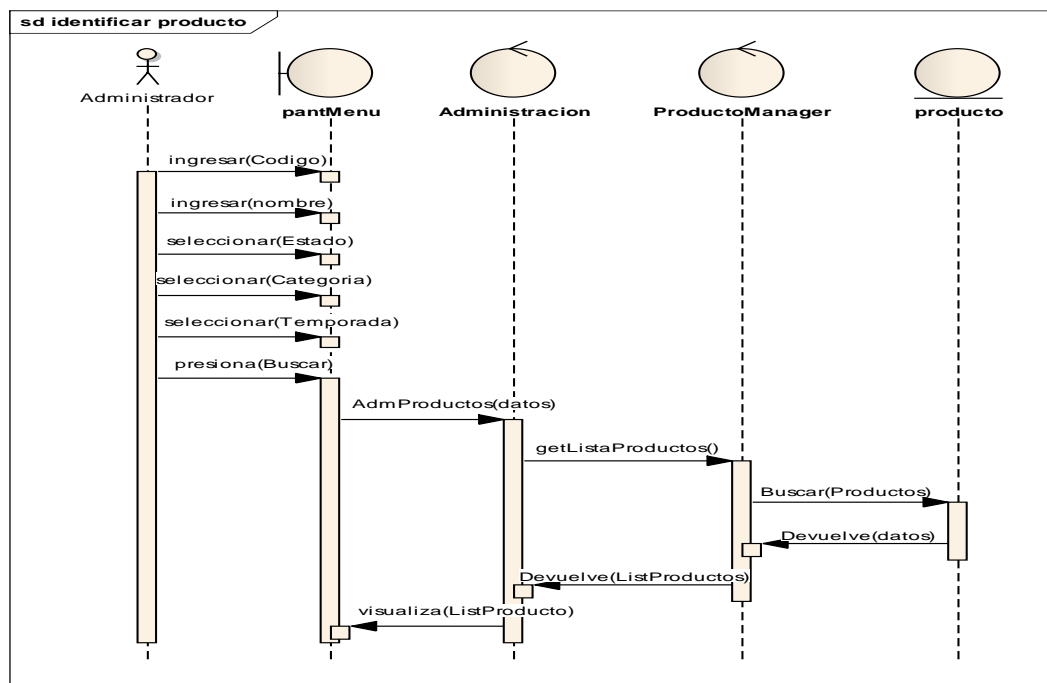 sd identificar producto
Administrador
pantMenu
Administracion
ProductoManager
producto
ingresar(Codigo)
ingresar(nombre)
seleccionar(Estado)
seleccionar(Categoria)
seleccionar(Temporada)
presiona(Buscar)
AdmProductos(datos)
getListaProductos()
Buscar(Productos)
Devuelve(datos)
Devuelve(ListProductos)
visualiza(ListProducto)